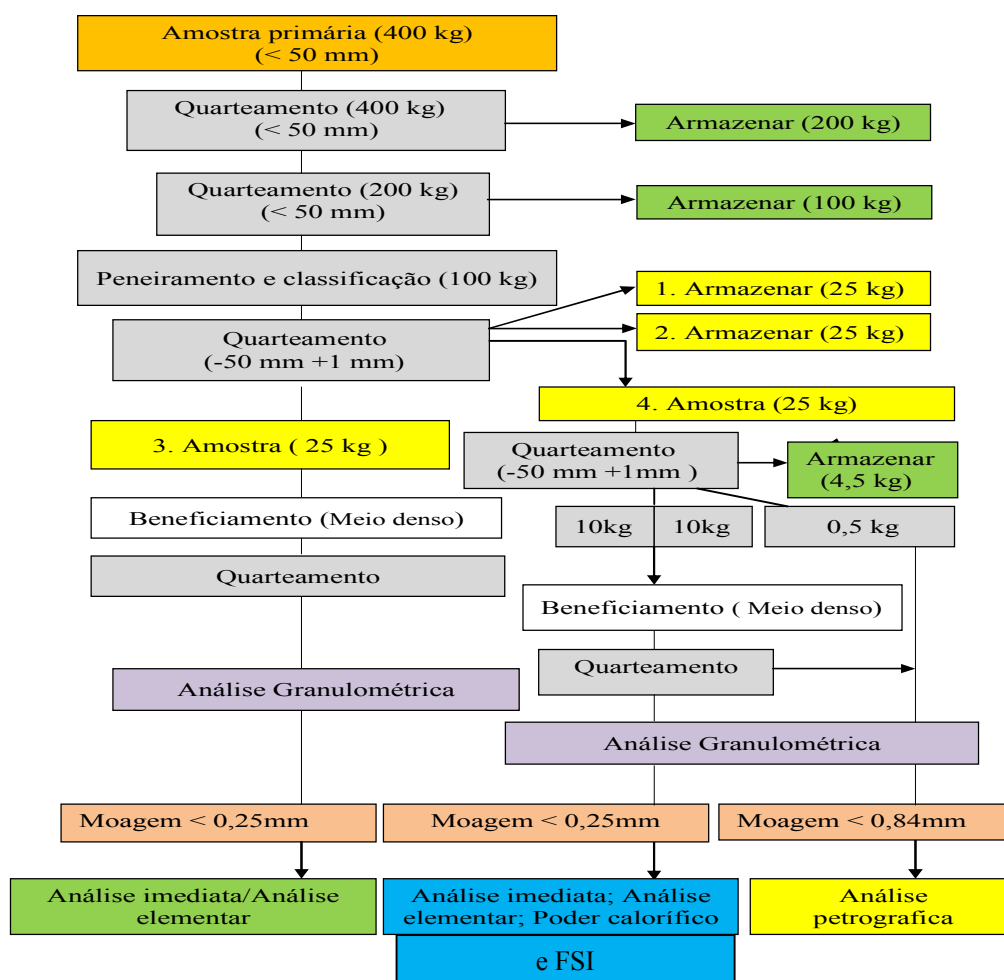 Amostra primária (400 kg)
(< 50 mm)
Quarteamento (400 kg)
(< 50 mm)
Armazenar (200 kg)
Quarteamento (200 kg)
(< 50 mm)
Armazenar (100 kg)
Peneiramento e classificação (100 kg)
1. Armazenar (25 kg)
2. Armazenar (25 kg)
Quarteamento
(-50 mm +1 mm)
4. Amostra (25 kg)
3. Amostra ( 25 kg )
Quarteamento
(-50 mm +1mm )
Armazenar
(4,5 kg)
Beneficiamento (Meio denso)
10kg
10kg
0,5 kg
Quarteamento
Beneficiamento ( Meio denso)
Quarteamento
Análise Granulométrica
Análise Granulométrica
Moagem < 0,25mm
Moagem < 0,25mm
Moagem < 0,84mm
Análise imediata/Análise
elementar
Análise imediata; Análise
elementar; Poder calorífico
e FSI
Análise
petrografica